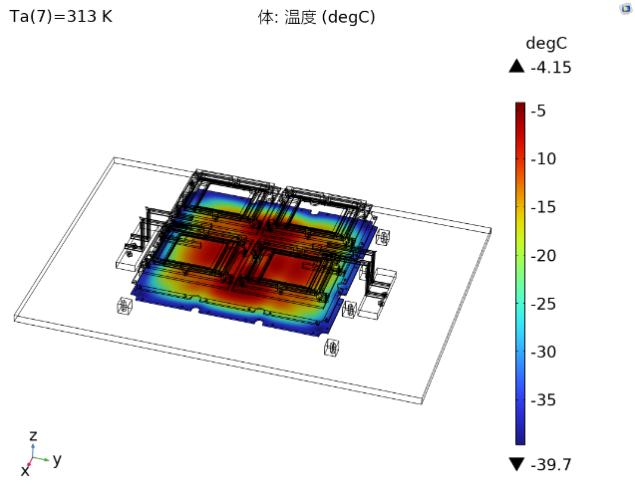 Ta(7)=313 K
体: 温度 (degC)
degC
▲ -4.15
-5
-10
-15
-20
-25
-30
-35
▼ -39.7
z
y
x